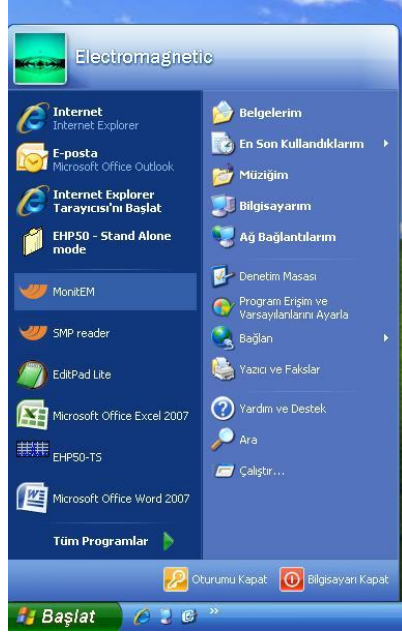 Electromagnetic
Internet
Internet Explorer
E-posta
Microsoft Office Outlook
Internet Explorer
Tarayıcısı'nı Başlat
EHP50 - Stand Alone
mode
MonitEM
SMP reader
EditPad Lite
Microsoft Office Excel 2007
EHP50-TS
Microsoft Office Word 2007
Tüm Programlar
Belgelerim
En Son Kullandıklarım
Müziğim
Bilgisayarım
Ağ Bağlantılarım
Denetim Masası
Program Erişim ve
Varsayılanlarını Ayarla
Bağlan
Yazıcı ve Fakslar
Yardım ve Destek
Ara
Çalıştır...
Oturumu Kapat
Bilgisayarı Kapat
Başlat